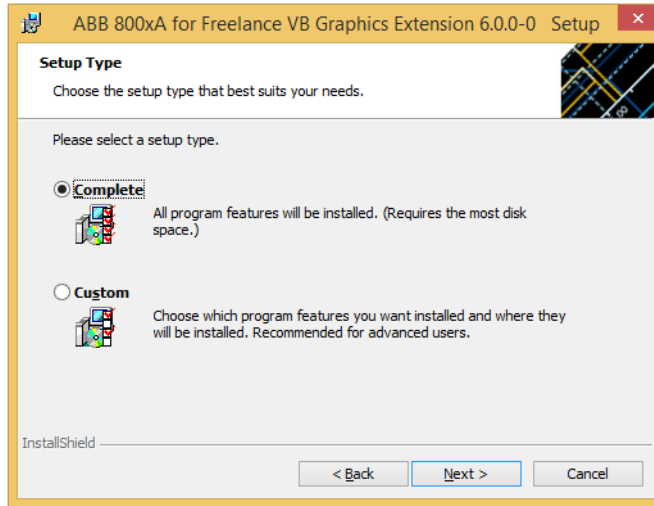 ABB 800xA for Freelance VB Graphics Extension 6.0.0-0 Setup
Setup Type
Choose the setup type that best suits your needs.
Please select a setup type.
Complete
All program features will be installed. (Requires the most disk
space.)
Custom
Choose which program features you want installed and where they
will be installed. Recommended for advanced users.
InstallShield
< Back Next > Cancel